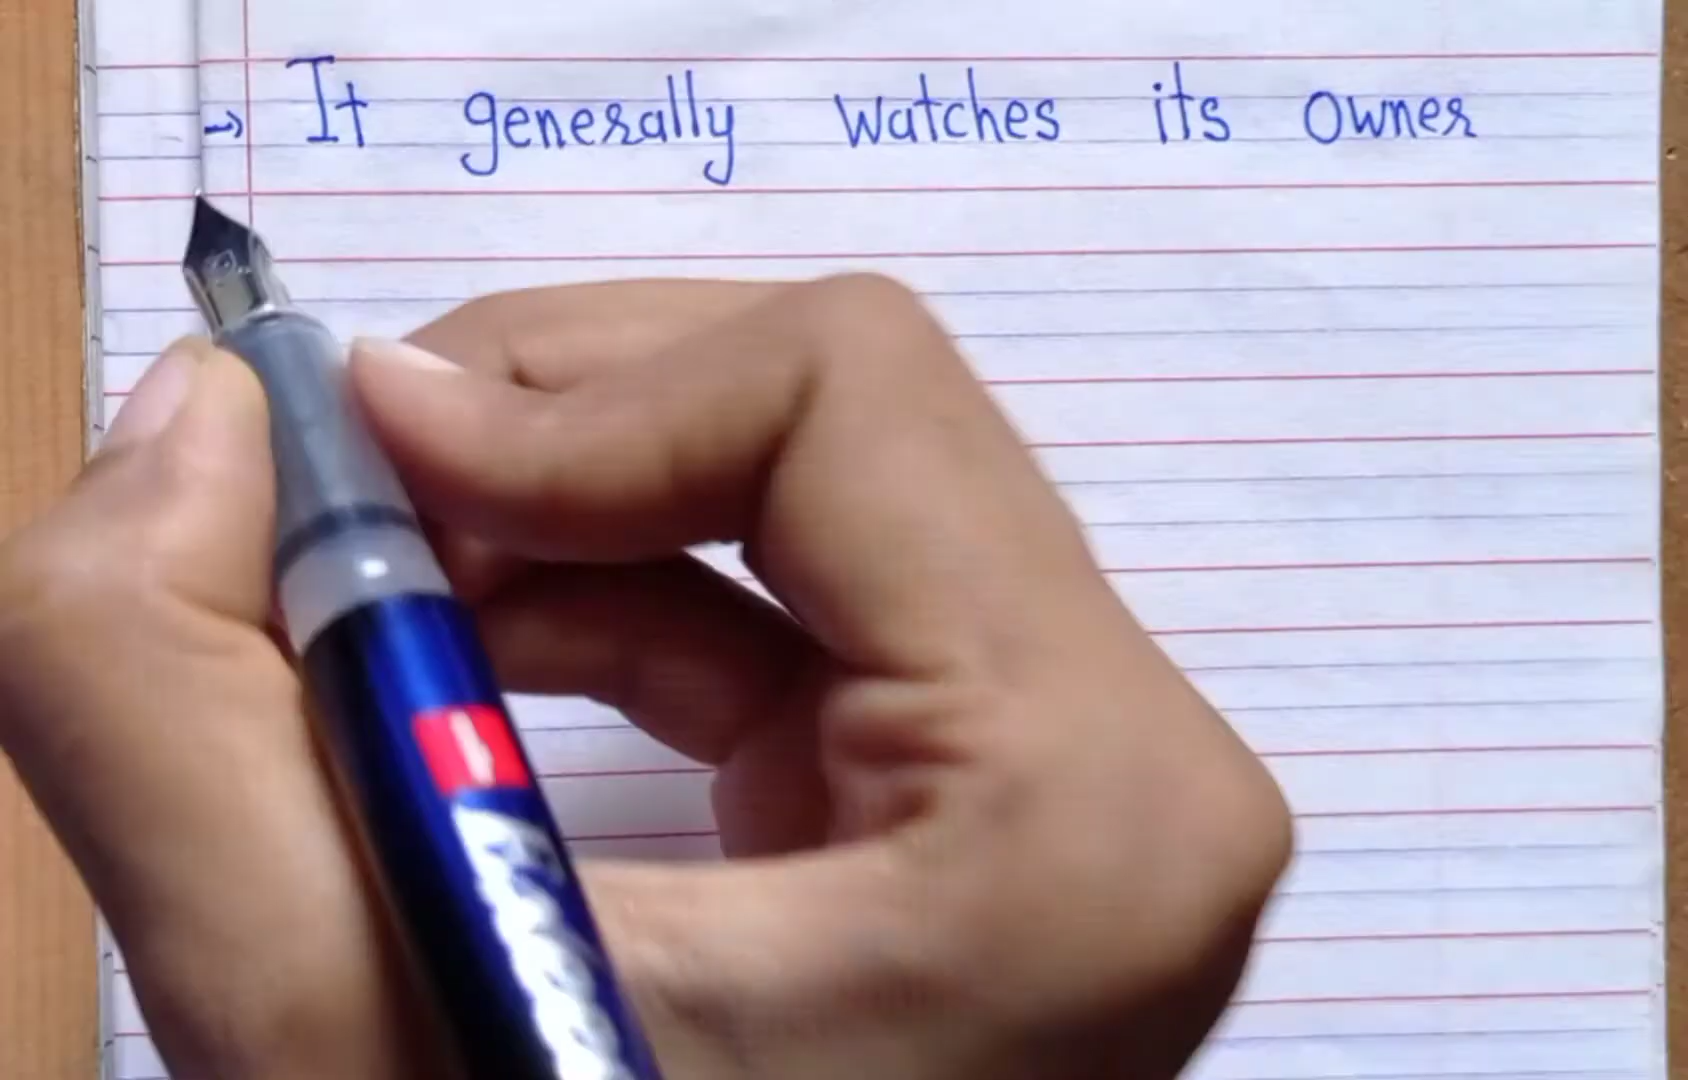 → It generally watches its owner